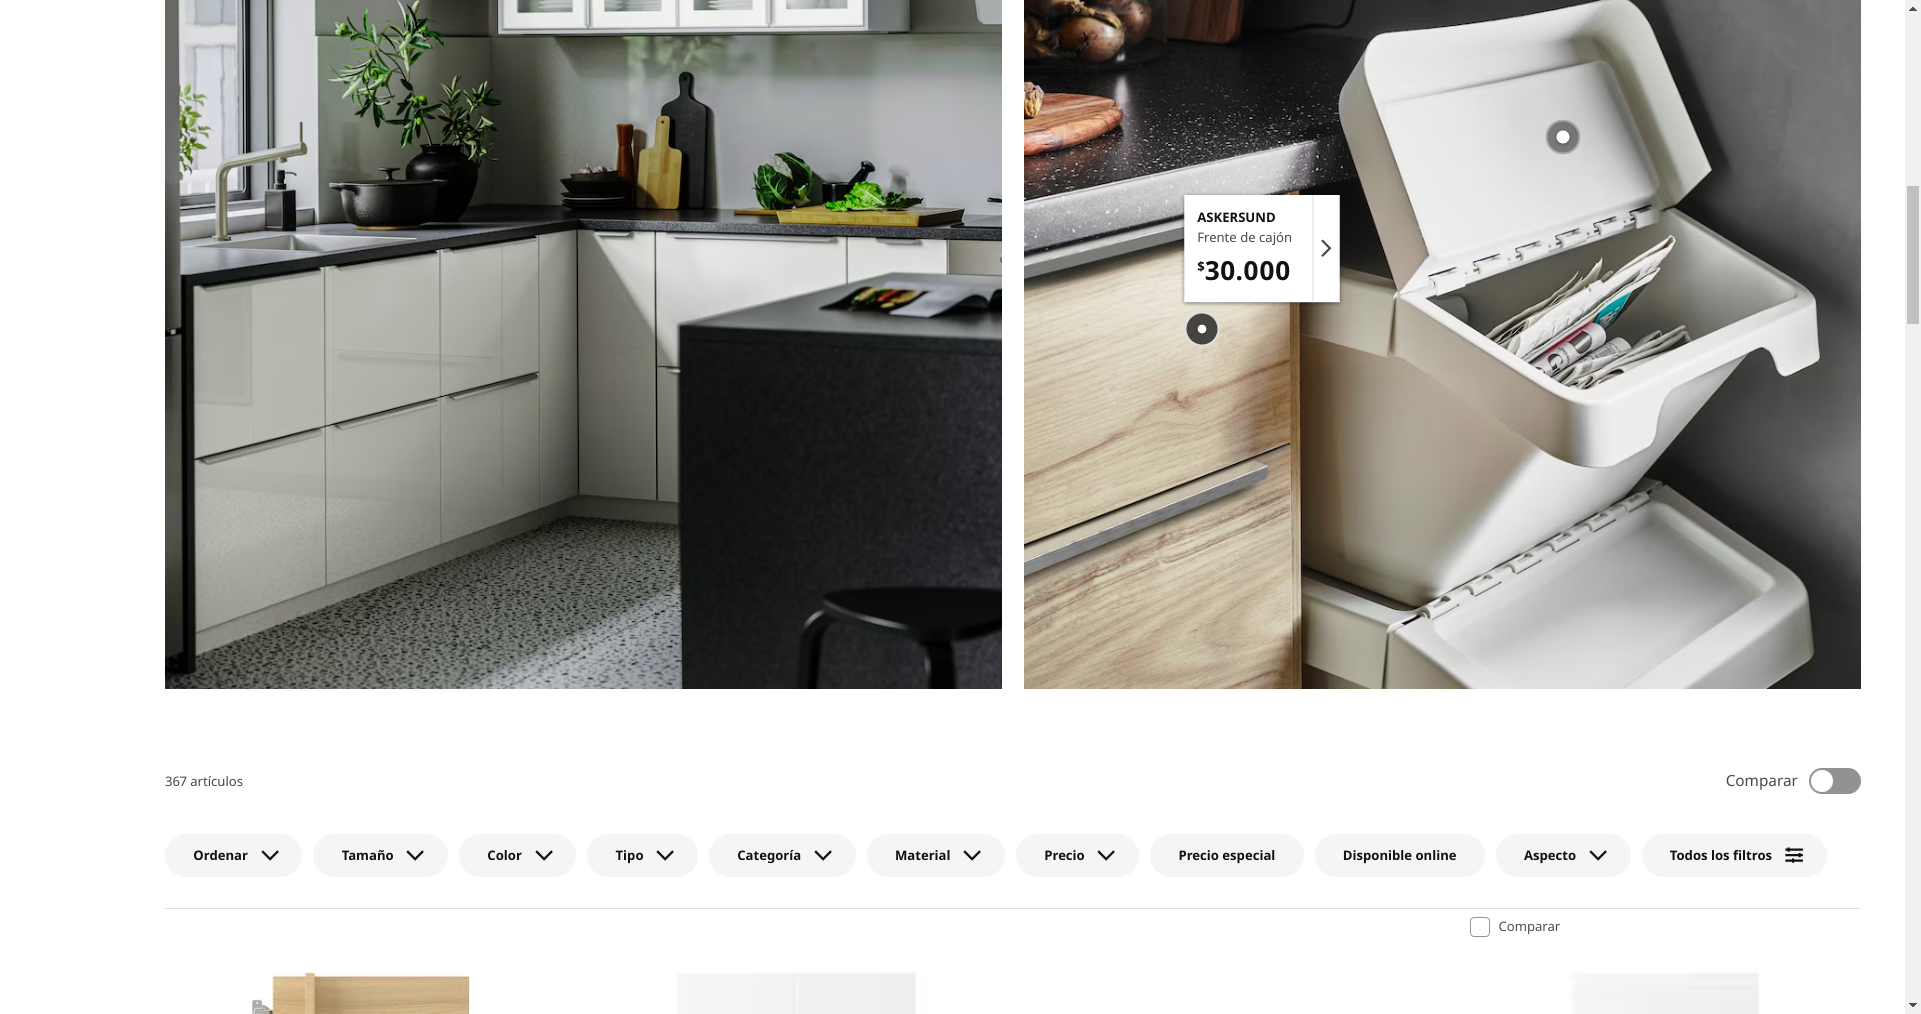 ASKERSUND
Frente de cajón
$30.000
367 artículos
Comparar
Ordenar
Tamaño
Color
Tipo
Categoría
Material
Precio
Precio especial
Disponible online
Aspecto
Todos los filtros
Comparar